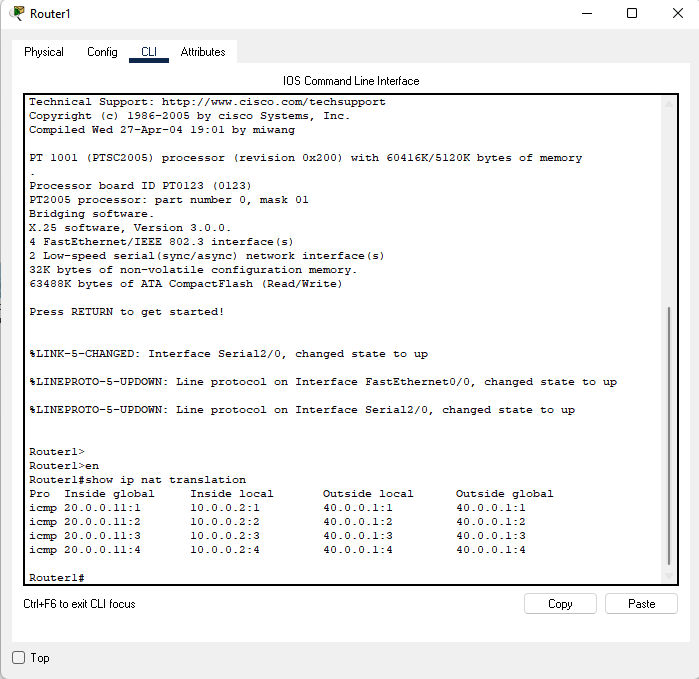 Router1
Physical Config CLI Attributes
IOS Command Line Interface
Technical Support: http://www.cisco.com/techsupport
Copyright (c) 1986-2005 by cisco Systems, Inc.
Compiled Wed 27-Apr-04 19:01 by miwang
PT 1001 (PTSC2005) processor (revision 0x200) with 60416K/5120K bytes of memory
.
Processor board ID PT0123 (0123)
PT2005 processor: part number 0, mask 01
Bridging software.
X.25 software, Version 3.0.0.
4 FastEthernet/IEEE 802.3 interface(s)
2 Low-speed serial(sync/async) network interface(s)
32K bytes of non-volatile configuration memory.
63488K bytes of ATA CompactFlash (Read/Write)
Press RETURN to get started!
%LINK-5-CHANGED: Interface Serial2/0, changed state to up
%LINEPROTO-5-UPDOWN: Line protocol on Interface FastEthernet0/0, changed state to up
%LINEPROTO-5-UPDOWN: Line protocol on Interface Serial2/0, changed state to up
Router1>
Router1>en
Router1#show ip nat translation
Pro Inside global Inside local Outside local Outside global
icmp 20.0.0.11:1 10.0.0.2:1 40.0.0.1:1 40.0.0.1:1
icmp 20.0.0.11:2 10.0.0.2:2 40.0.0.1:2 40.0.0.1:2
icmp 20.0.0.11:3 10.0.0.2:3 40.0.0.1:3 40.0.0.1:3
icmp 20.0.0.11:4 10.0.0.2:4 40.0.0.1:4 40.0.0.1:4
Router1#
Ctrl+F6 to exit CLI focus Copy Paste
Top